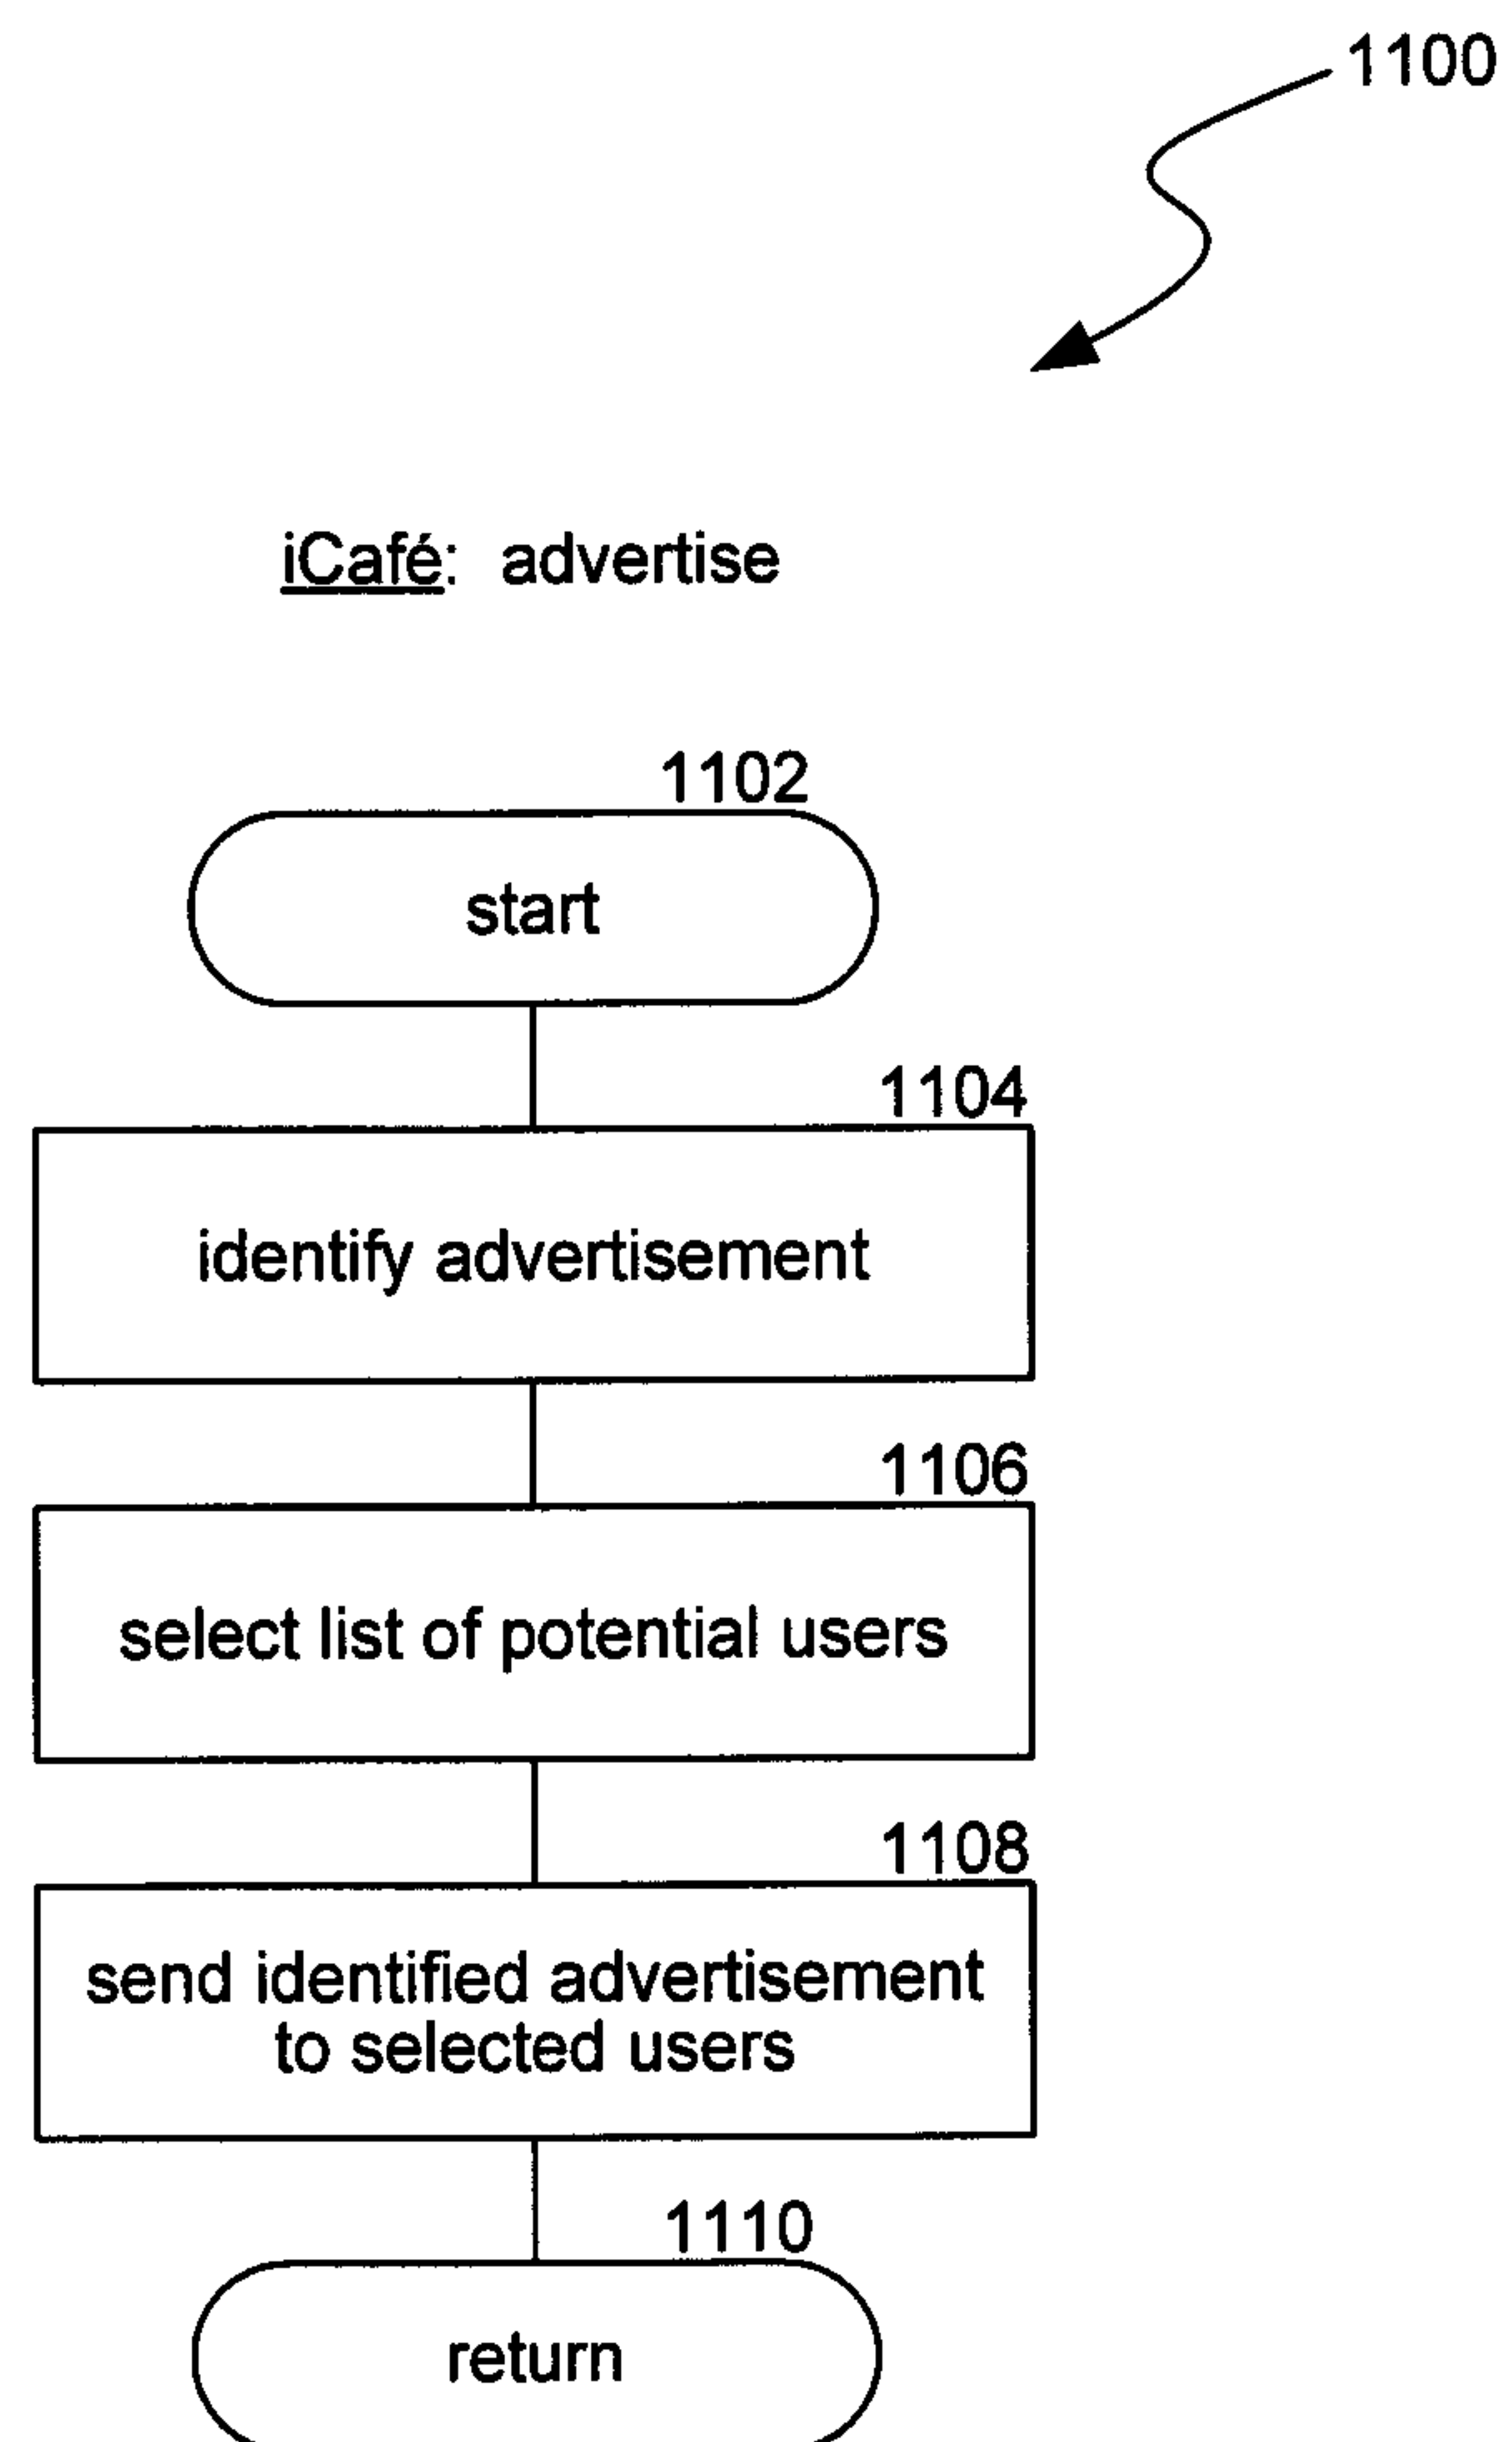 1100
iCafé: advertise
1102
start
1104
identify advertisement
1106
select list of potential users
1108
send identified advertisement
to selected users
1110
return